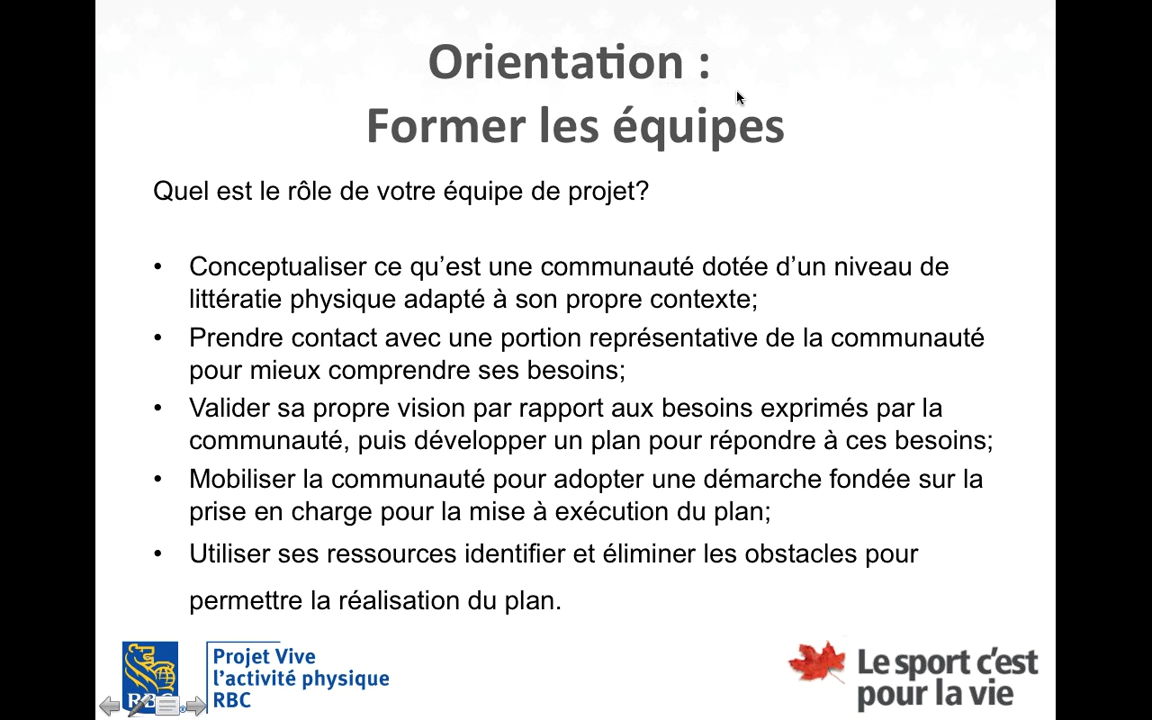 Orientation :
Former les équipes
Quel est le rôle de votre équipe de projet?
• Conceptualiser ce qu’est une communauté dotée d’un niveau de
littératie physique adapté à son propre contexte;
• Prendre contact avec une portion représentative de la communauté
pour mieux comprendre ses besoins;
• Valider sa propre vision par rapport aux besoins exprimés par la
communauté, puis développer un plan pour répondre à ces besoins;
• Mobiliser la communauté pour adopter une démarche fondée sur la
prise en charge pour la mise à exécution du plan;
• Utiliser ses ressources identifier et éliminer les obstacles pour
permettre la réalisation du plan.
RBC
Projet Vive
l’activité physique
RBC
Le sport c’est
pour la vie